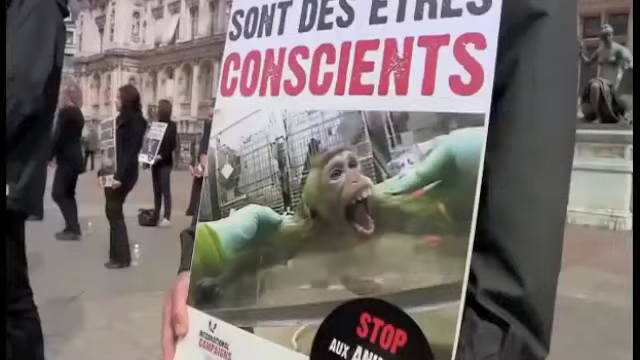 SONT DES ÊTRES
CONSCIENTS
INTERNATIONAL
CAMPAIGNS
STOP
AUX ANI